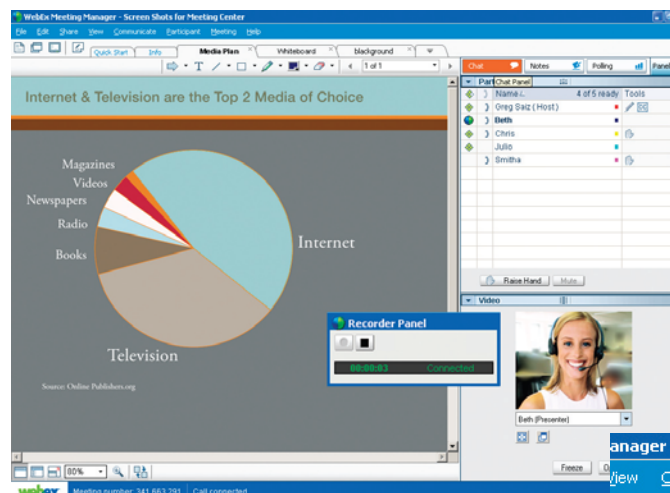 WebEx Meeting Manager - Screen Shots for Meeting Center
File Edit Share View Communicate Participant Meeting Help
Quick Start Info Media Plan Whiteboard blackground
T 1 of 1
Chat Notes Polling Panel
Internet & Television are the Top 2 Media of Choice
Magazines
Videos
Newspapers
Radio
Books
Internet
Television
Source: Online Publishers.org
Chat Panel
Name 4 of 5 ready Tools
Greg Saiz (Host)
Beth
Chris
Julio
Smitha
Raise Hand Mute
Video
Recorder Panel
00:00:03 Connected
Beth (Presenter)
Freeze
80%
webex Meeting number: 341 663 291 Call connected
anager
View